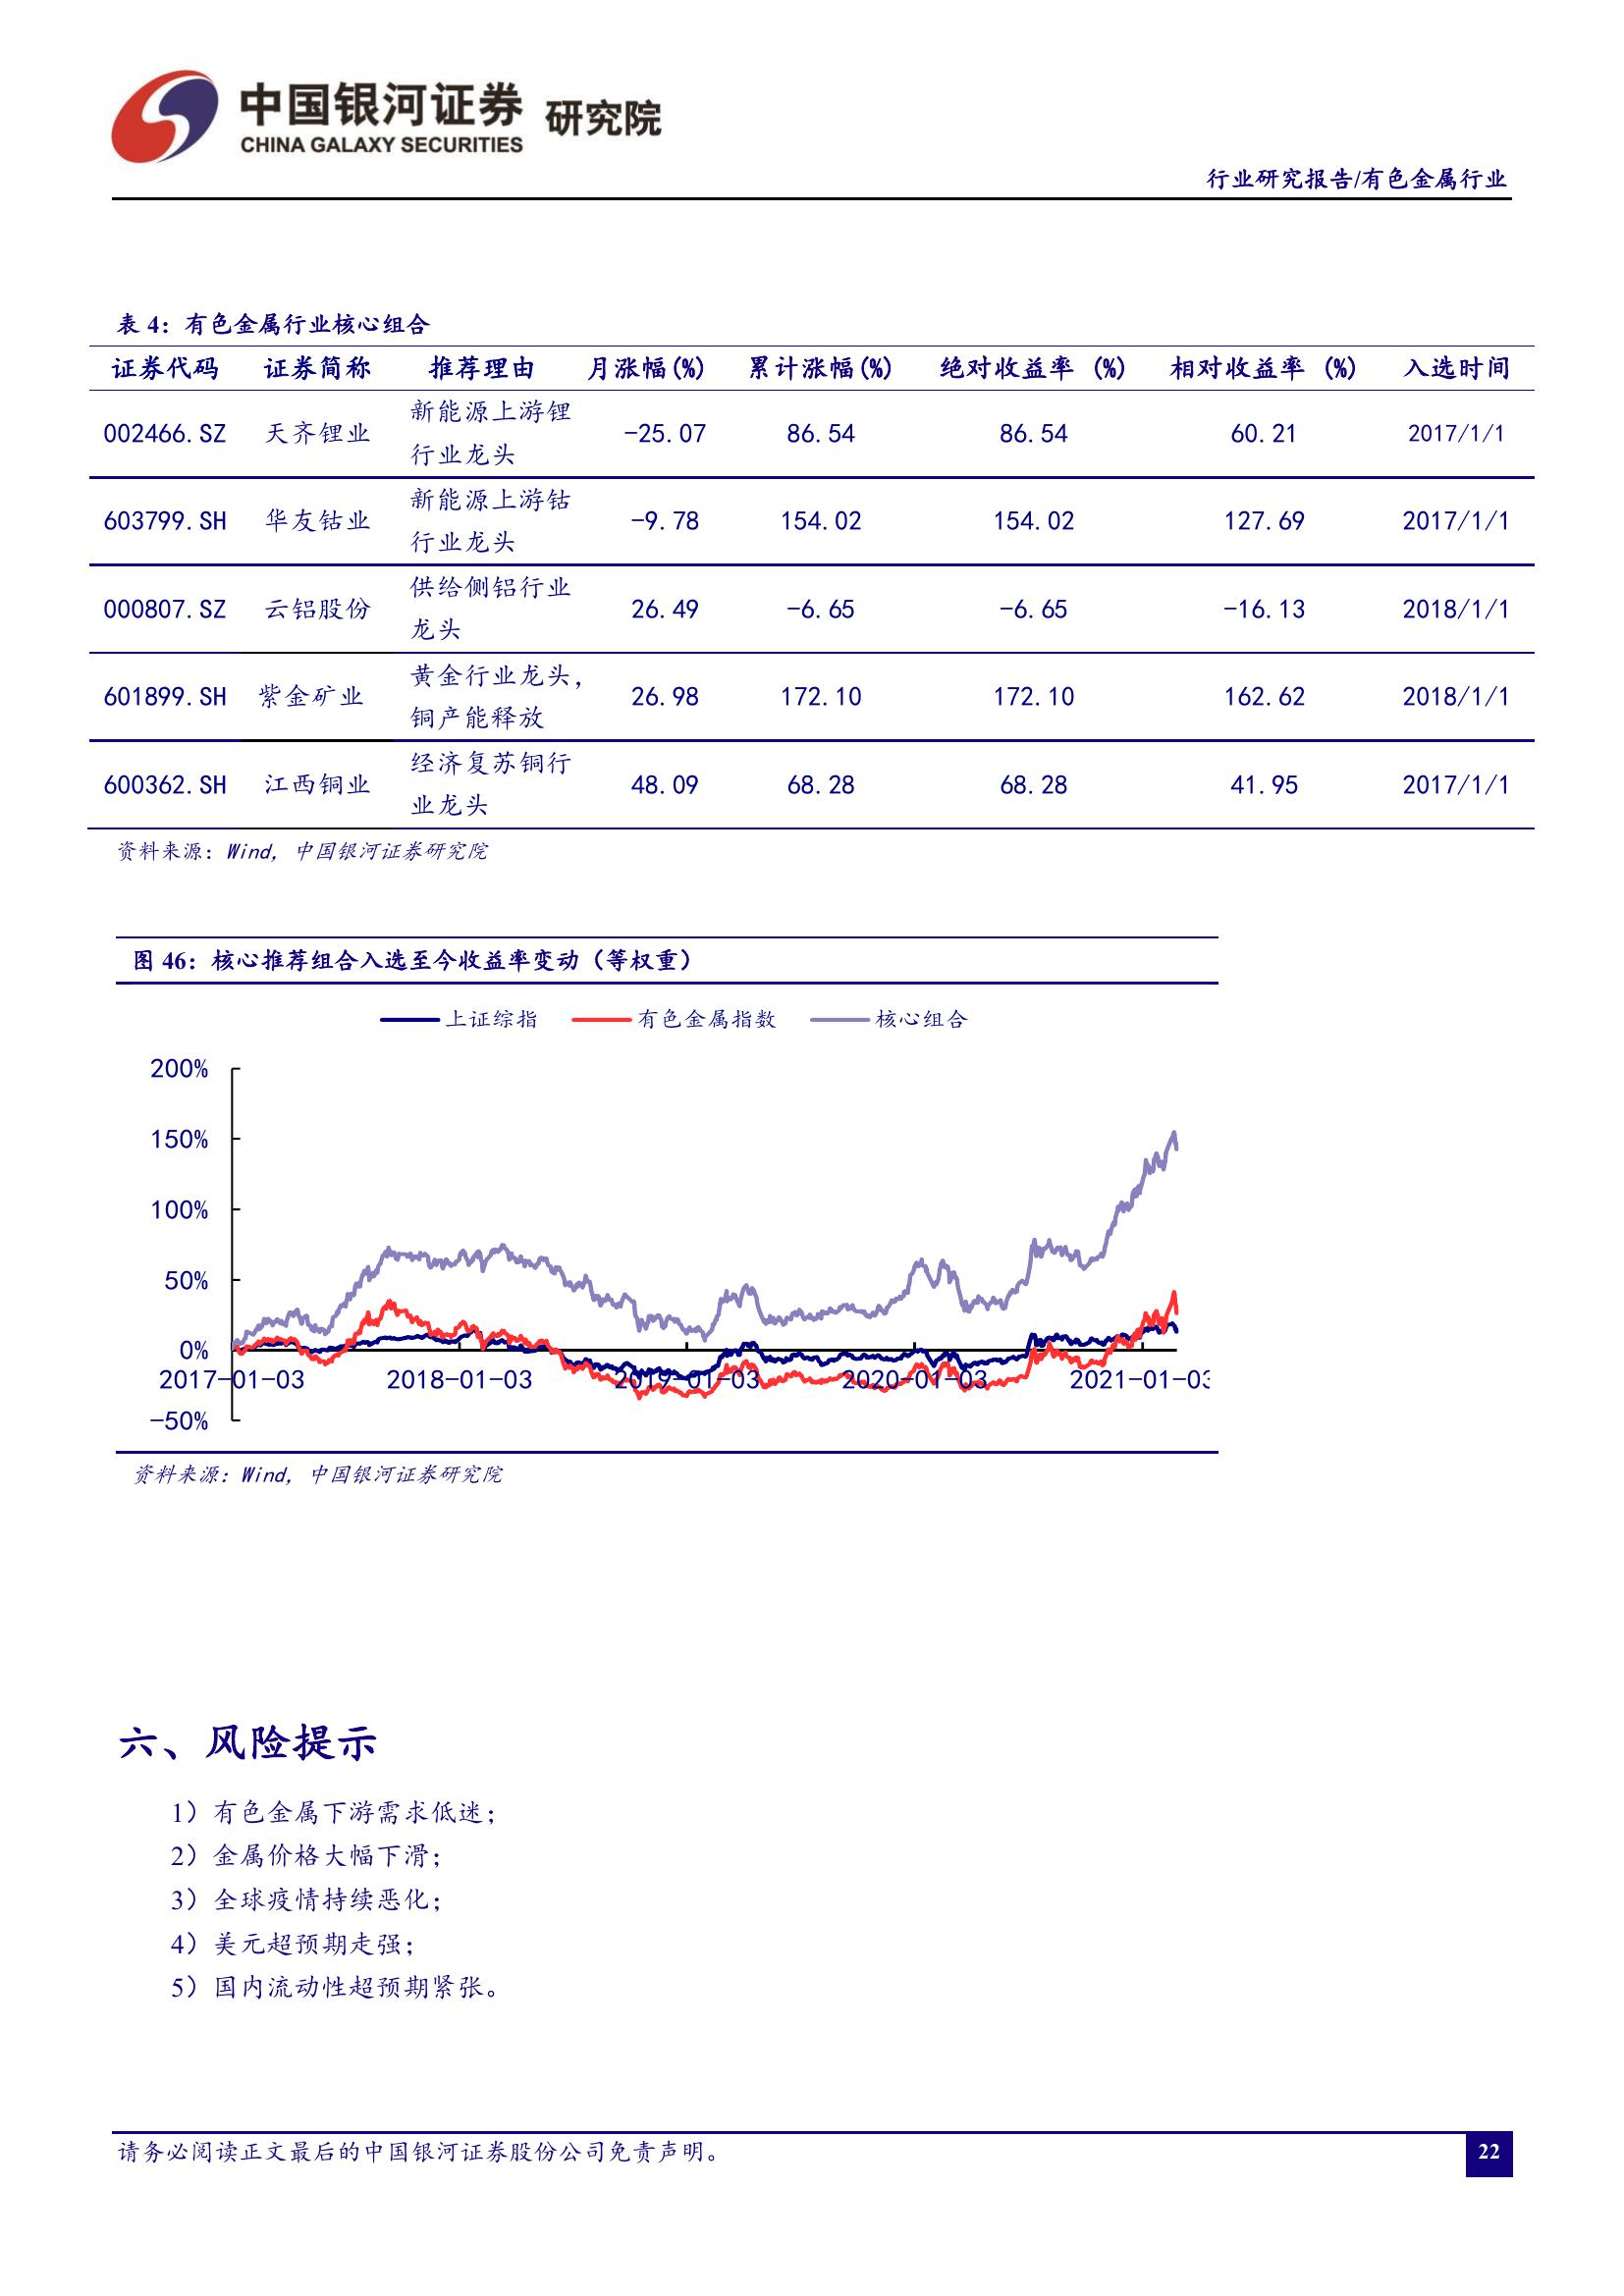 中国银河证券 研究院
CHINA GALAXY SECURITIES
行业研究报告/有色金属行业
表 4：有色金属行业核心组合
证券代码 证券简称 推荐理由 月涨幅(%) 累计涨幅(%) 绝对收益率 (%) 相对收益率 (%) 入选时间
002466.SZ 天齐锂业 新能源上游锂 -25.07 86.54 86.54 60.21 2017/1/1
行业龙头
603799.SH 华友钴业 新能源上游钴 -9.78 154.02 154.02 127.69 2017/1/1
行业龙头
000807.SZ 云铝股份 供给侧铝行业 26.49 -6.65 -6.65 -16.13 2018/1/1
龙头
601899.SH 紫金矿业 黄金行业龙头， 26.98 172.10 172.10 162.62 2018/1/1
铜产能释放
600362.SH 江西铜业 经济复苏铜行 48.09 68.28 68.28 41.95 2017/1/1
业龙头
资料来源：Wind, 中国银河证券研究院
图 46：核心推荐组合入选至今收益率变动（等权重）
上证综指 有色金属指数 核心组合
200%
150%
100%
50%
0%
2017-01-03 2018-01-03 2019-01-03 2020-01-03 2021-01-03
-50%
资料来源：Wind, 中国银河证券研究院
六、风险提示
1）有色金属下游需求低迷；
2）金属价格大幅下滑；
3）全球疫情持续恶化；
4）美元超预期走强；
5）国内流动性超预期紧张。
请务必阅读正文最后的中国银河证券股份公司免责声明。
22